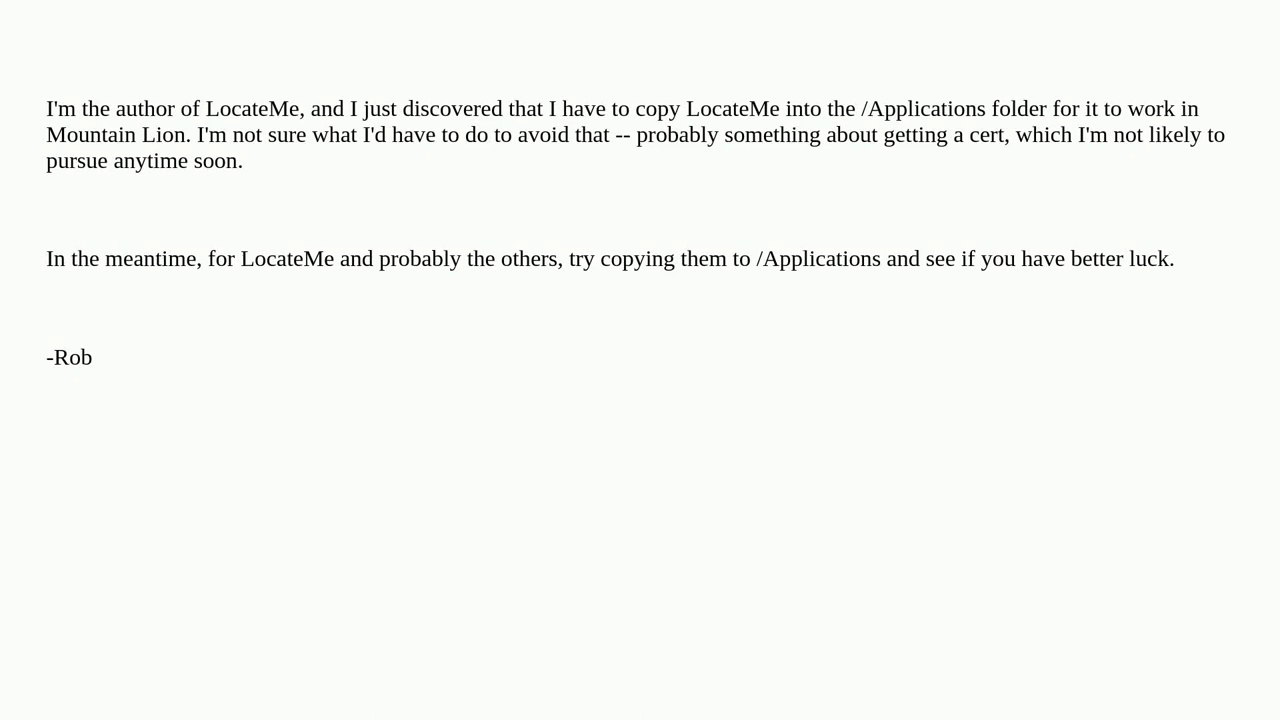 I'm the author of LocateMe, and I just discovered that I have to copy LocateMe into the /Applications folder for it to work in
Mountain Lion. I'm not sure what I'd have to do to avoid that -- probably something about getting a cert, which I'm not likely to
pursue anytime soon.
In the meantime, for LocateMe and probably the others, try copying them to /Applications and see if you have better luck.
-Rob